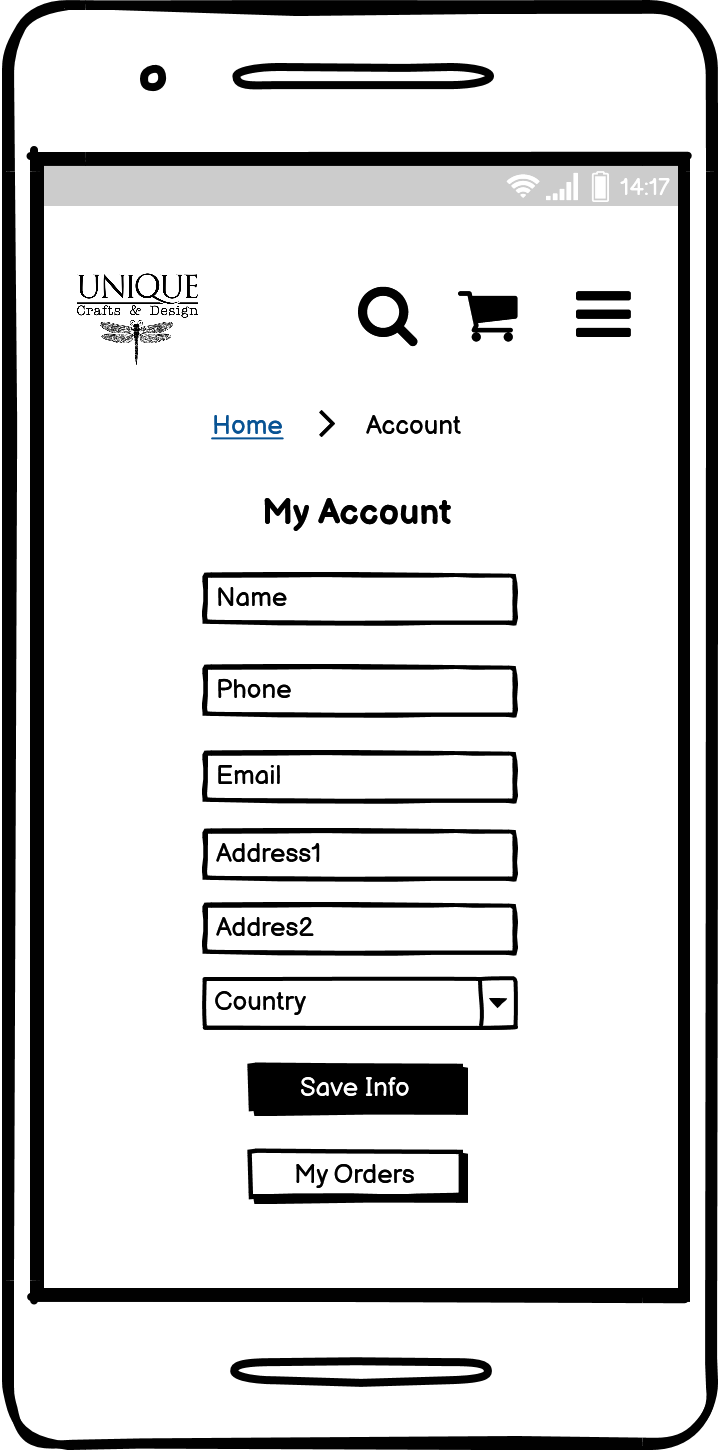 14:17
UNIQUE
Crafts & Design
Home > Account
My Account
Name
Phone
Email
Address1
Addres2
Country
Save Info
My Orders